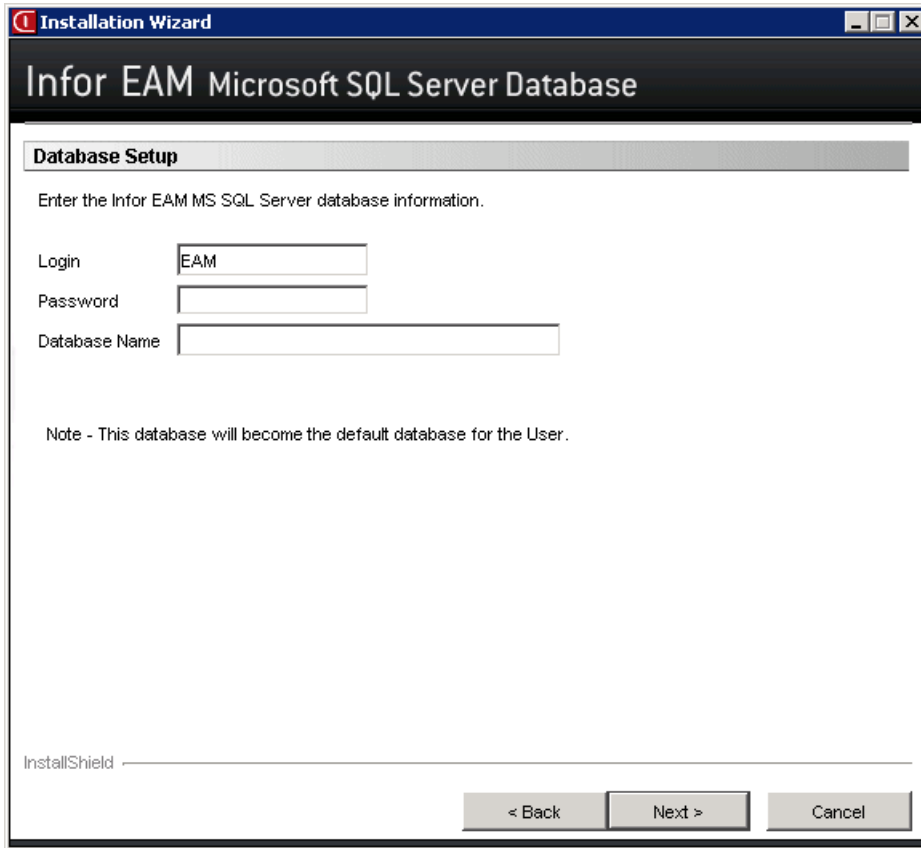 Installation Wizard
Infor EAM Microsoft SQL Server Database
Database Setup
Enter the Infor EAM MS SQL Server database information.
Login EAM
Password
Database Name
Note - This database will become the default database for the User.
InstallShield
< Back Next > Cancel